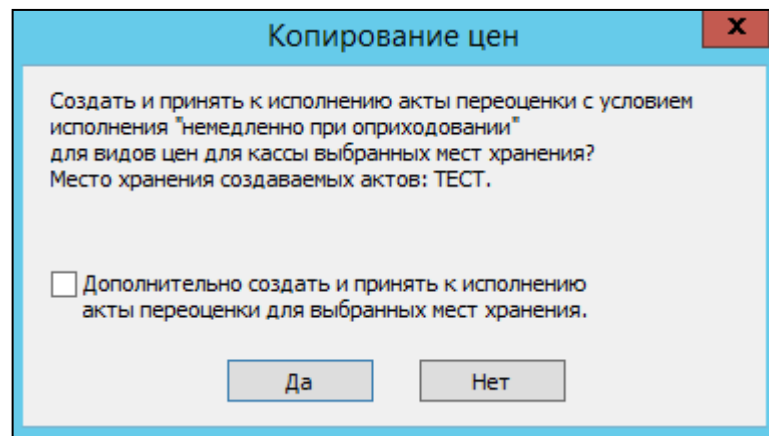 Копирование цен
x
Создать и принять к исполнению акты переоценки с условием
исполнения "немедленно при оприходовании"
для видов цен для кассы выбранных мест хранения?
Место хранения создаваемых актов: ТЕСТ.
Дополнительно создать и принять к исполнению
акты переоценки для выбранных мест хранения.
Да
Нет